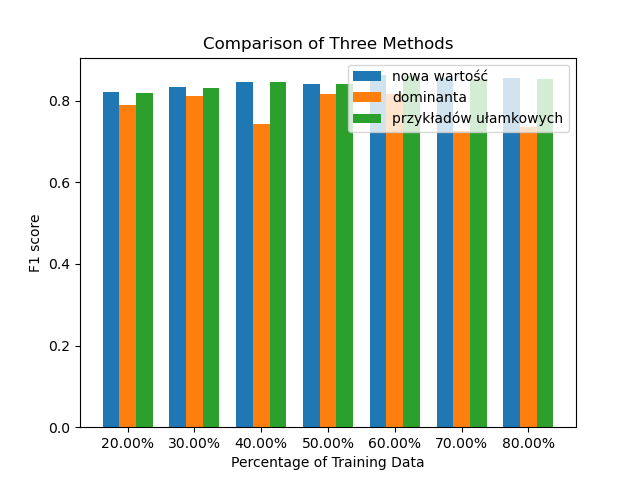 Comparison of Three Methods
nowa wartość
dominanta
przykładów ułamkowych
F1 score
0.8
0.6
0.4
0.2
0.0
20.00% 30.00% 40.00% 50.00% 60.00% 70.00% 80.00%
Percentage of Training Data